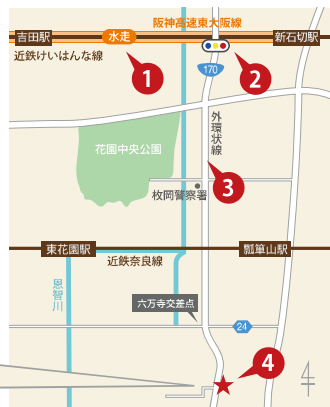 阪神高速東大阪線
吉田駅
水走
新石切駅
近鉄けいはんな線
1
2
170
外環状線
花園中央公園
3
枚岡警察署
東花園駅
瓢箪山駅
近鉄奈良線
恩智川
六万寺交差点
24
4